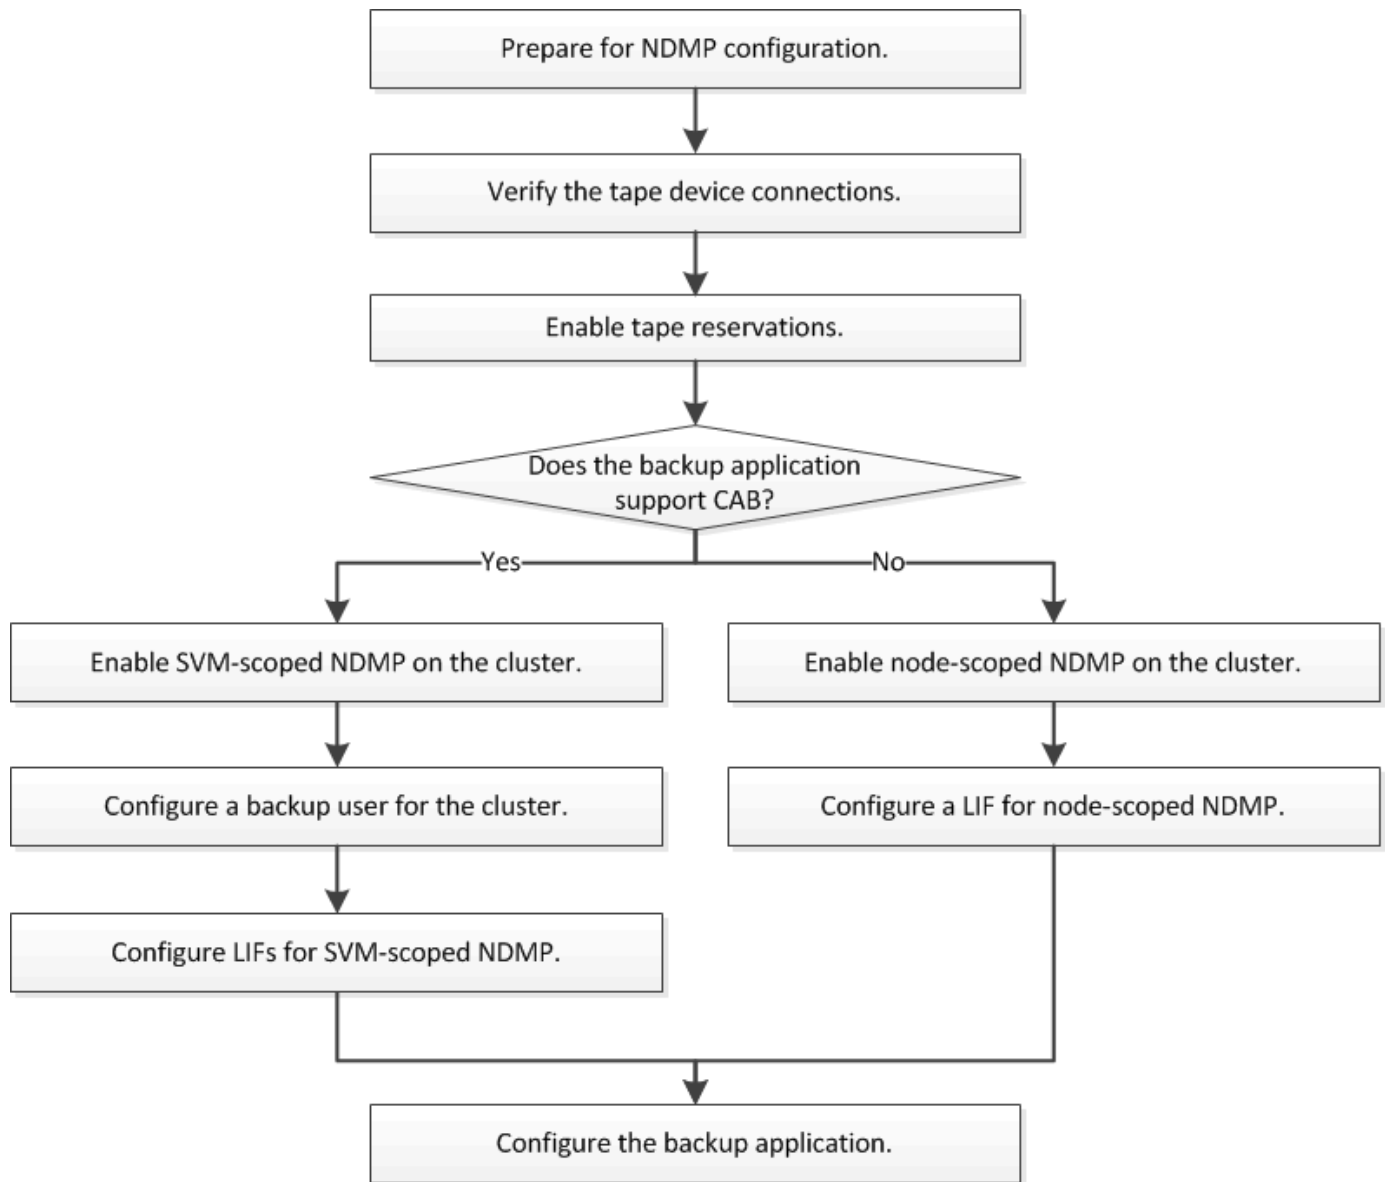 Prepare for NDMP configuration.
Verify the tape device connections.
Enable tape reservations.
Does the backup application
support CAB?
Yes
No
Enable SVM-scoped NDMP on the cluster.
Enable node-scoped NDMP on the cluster.
Configure a backup user for the cluster.
Configure a LIF for node-scoped NDMP.
Configure LIFs for SVM-scoped NDMP.
Configure the backup application.